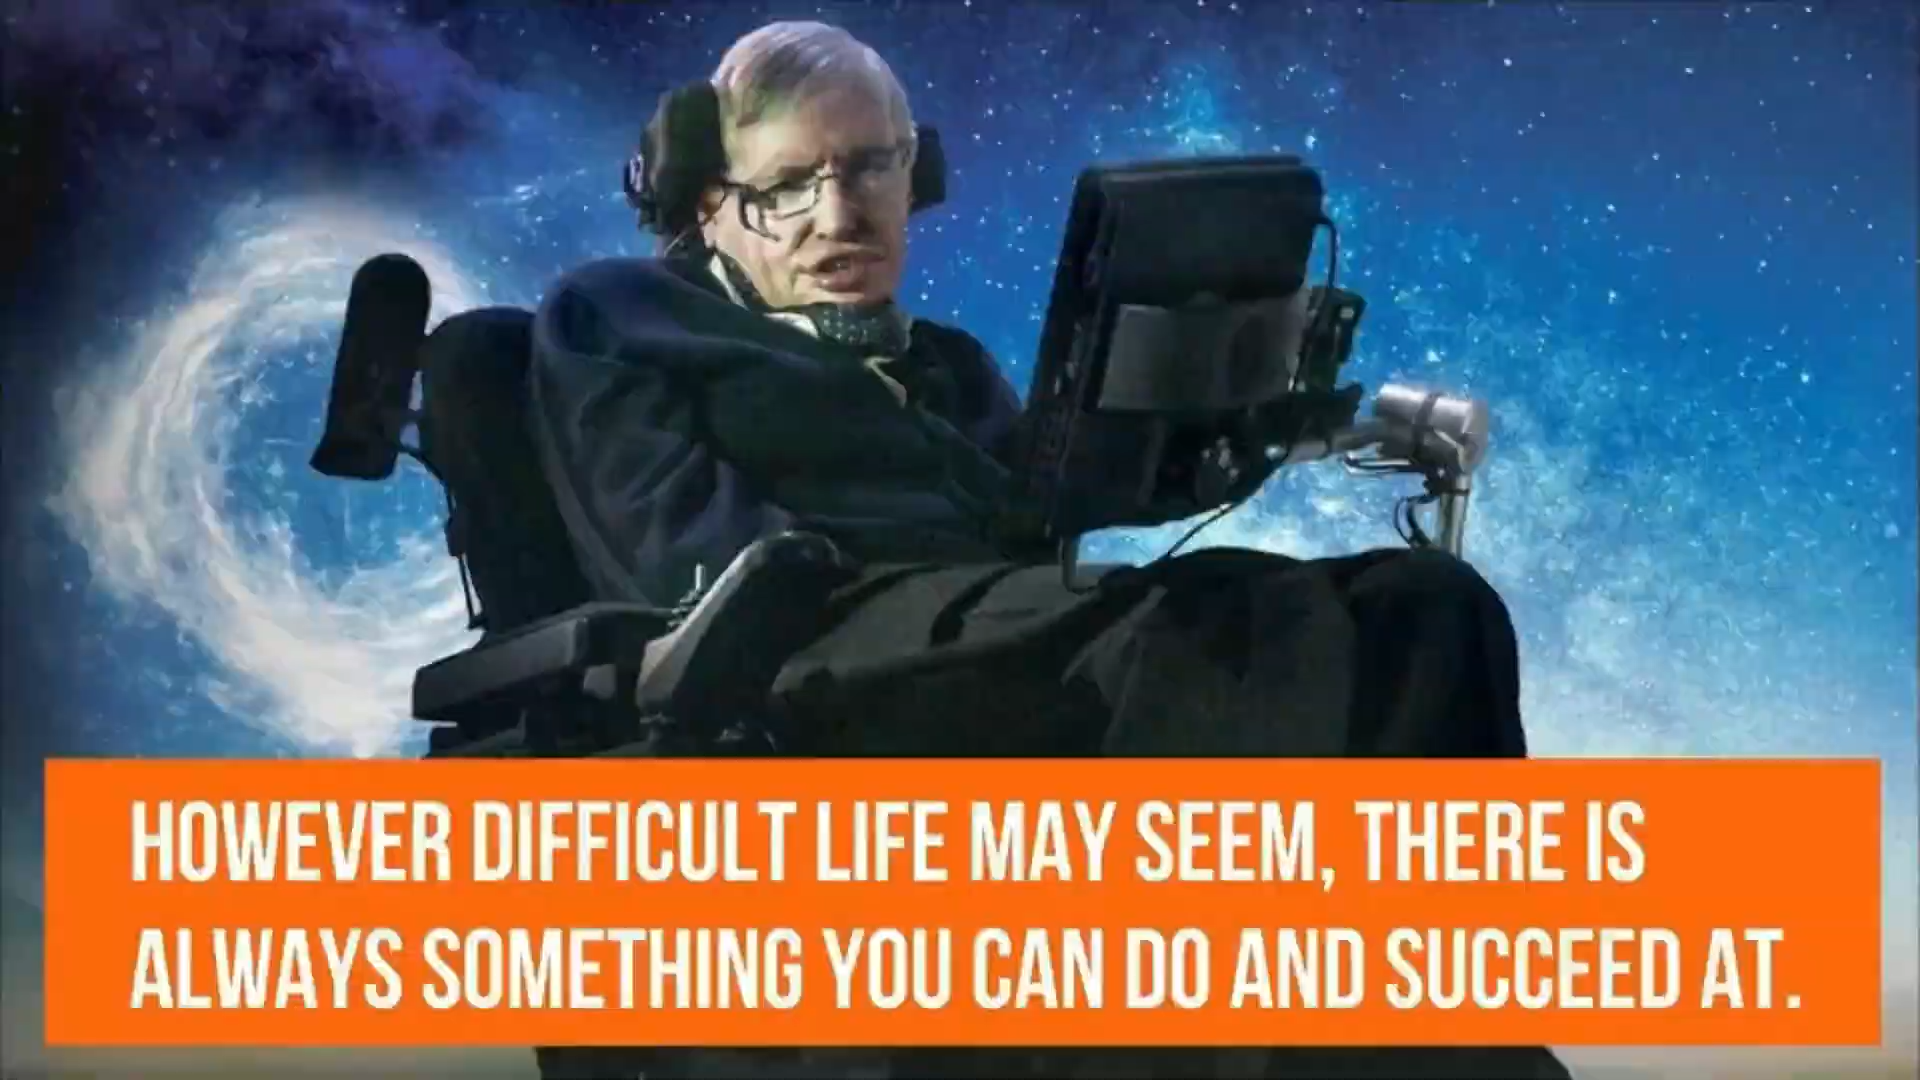 HOWEVER DIFFICULT LIFE MAY SEEM, THERE IS
ALWAYS SOMETHING YOU CAN DO AND SUCCEED AT.